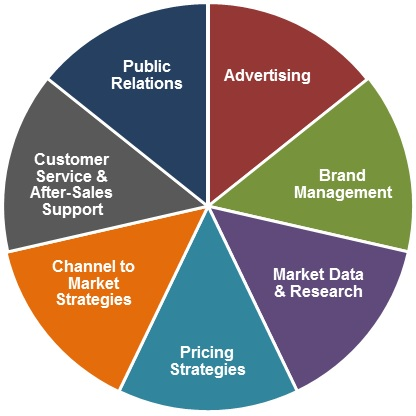 Public
Relations
Advertising
Brand
Management
Market Data
& Research
Pricing
Strategies
Channel to
Market
Strategies
Customer
Service &
After-Sales
Support